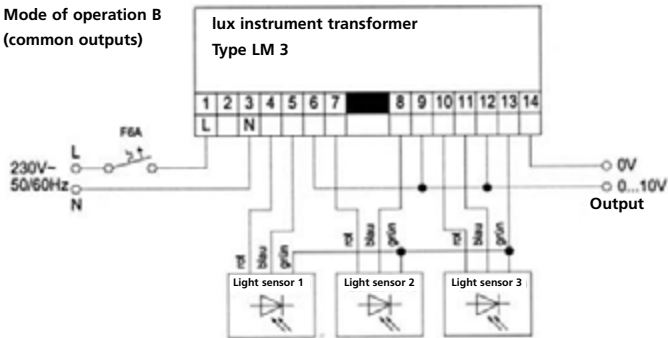 Mode of operation B
(common outputs)
lux instrument transformer
Type LM 3
1 2 3 4 5 6 7 8 9 10 11 12 13 14
L N
F6A
L
230V~
50/60Hz
N
0V
0...10V
Output
rot blau grün rot blau grün rot blau grün
Light sensor 1 Light sensor 2 Light sensor 3